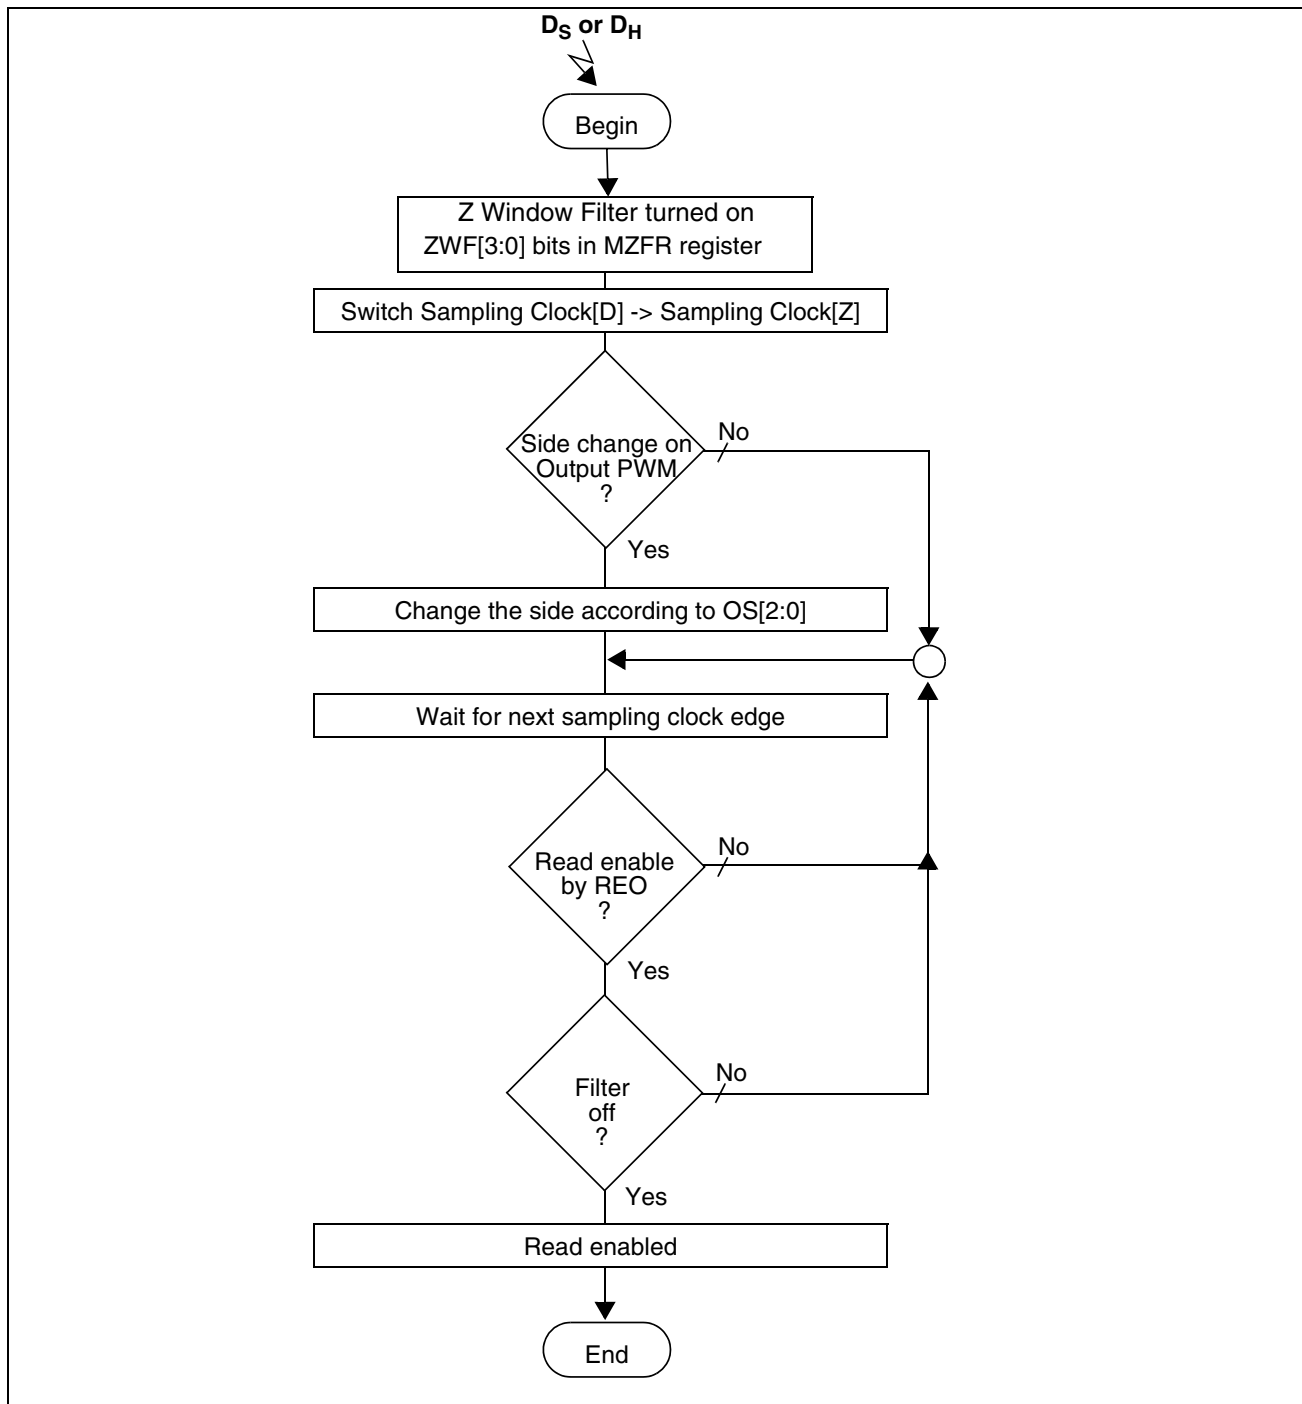 DS or DH
Begin
Z Window Filter turned on
ZWF[3:0] bits in MZFR register
Switch Sampling Clock[D] -> Sampling Clock[Z]
No
Side change on
Output PWM
?
Yes
Change the side according to OS[2:0]
Wait for next sampling clock edge
No
Read enable
by REO
?
Yes
No
Filter
off
?
Yes
Read enabled
End